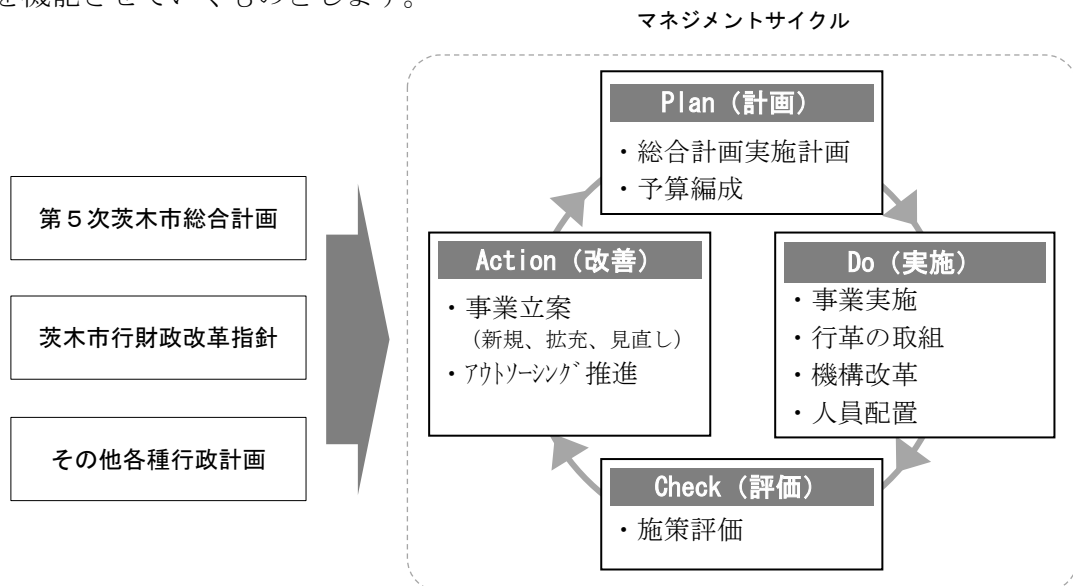 を機能させていくものとします。
マネジメントサイクル
第５次茨木市総合計画
茨木市行財政改革指針
その他各種行政計画
Plan（計画）
・総合計画実施計画
・予算編成
Action（改善）
・事業立案
（新規、拡充、見直し）
・ｱｳﾄｿｰｼﾝｸﾞ推進
Do（実施）
・事業実施
・行革の取組
・機構改革
・人員配置
Check（評価）
・施策評価